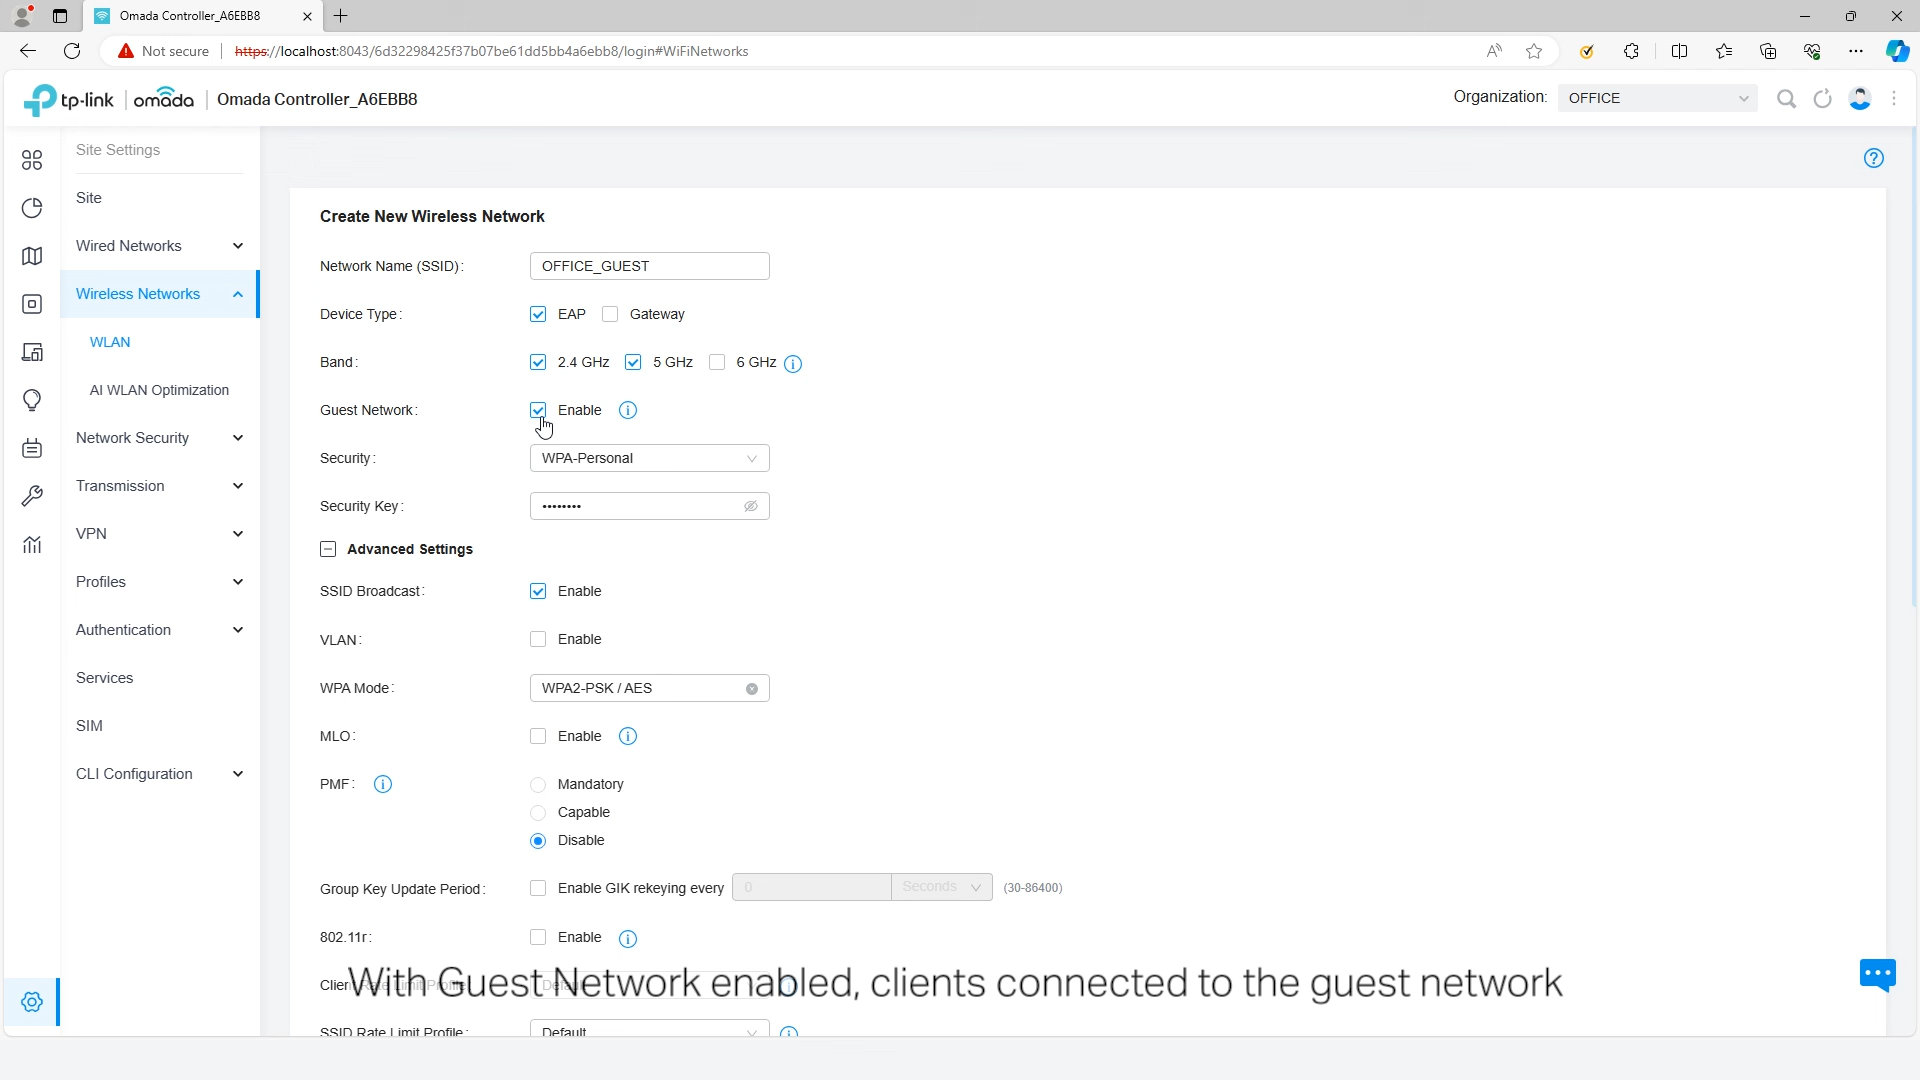 Omada Controller_A6EBB8
Not secure
https://localhost:8043/6d32298425f37b07be61dd5bb4a6ebb8/login#WiFiNetworks
tp-link
omada
Omada Controller_A6EBB8
Organization:
OFFICE
Site Settings
Site
Wired Networks
Wireless Networks
WLAN
AI WLAN Optimization
Network Security
Transmission
VPN
Profiles
Authentication
Services
SIM
CLI Configuration
Create New Wireless Network
Network Name (SSID): OFFICE_GUEST
Device Type: EAP Gateway
Band: 2.4 GHz 5 GHz 6 GHz
Guest Network: Enable
Security: WPA-Personal
Security Key: ••••••••
Advanced Settings
SSID Broadcast: Enable
VLAN: Enable
WPA Mode: WPA2-PSK / AES
MLO: Enable
PMF: Mandatory
Capable
Disable
Group Key Update Period: Enable GIK rekeying every 0 Seconds (30-86400)
802.11r: Enable
Client Rate Limit Profile: Default
With Guest Network enabled, clients connected to the guest network
SSID Rate Limit Profile: Default